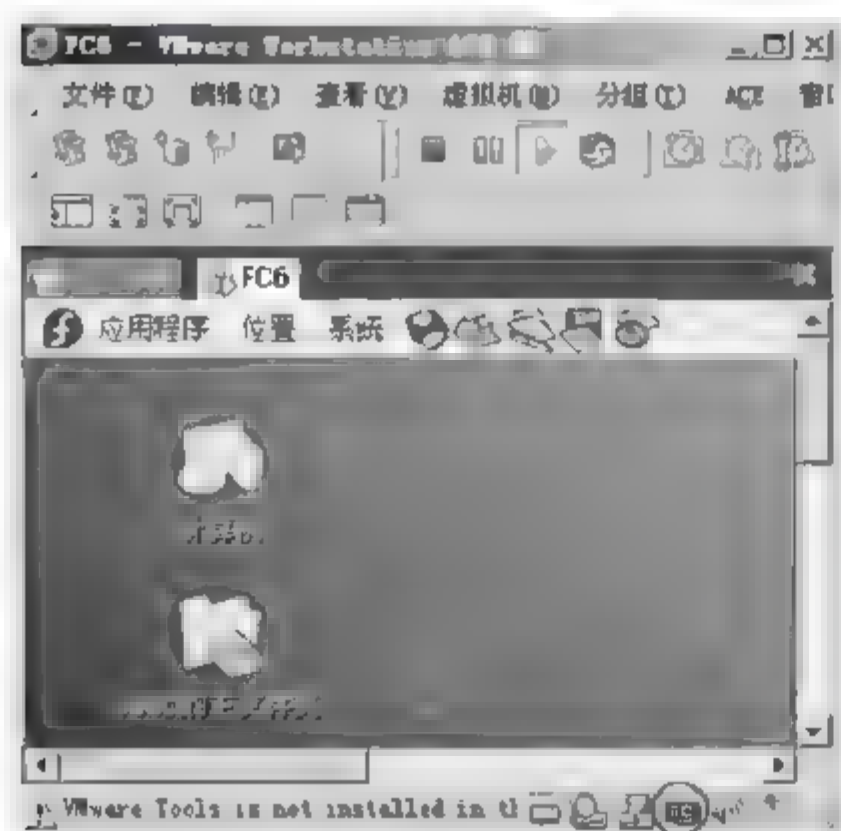 FC6 - VMware Workstation
文件(F) 编辑(E) 查看(V) 虚拟机(M) 分组(T) ACE 窗
FC6
应用程序 位置 系统
VMware Tools is not installed in th